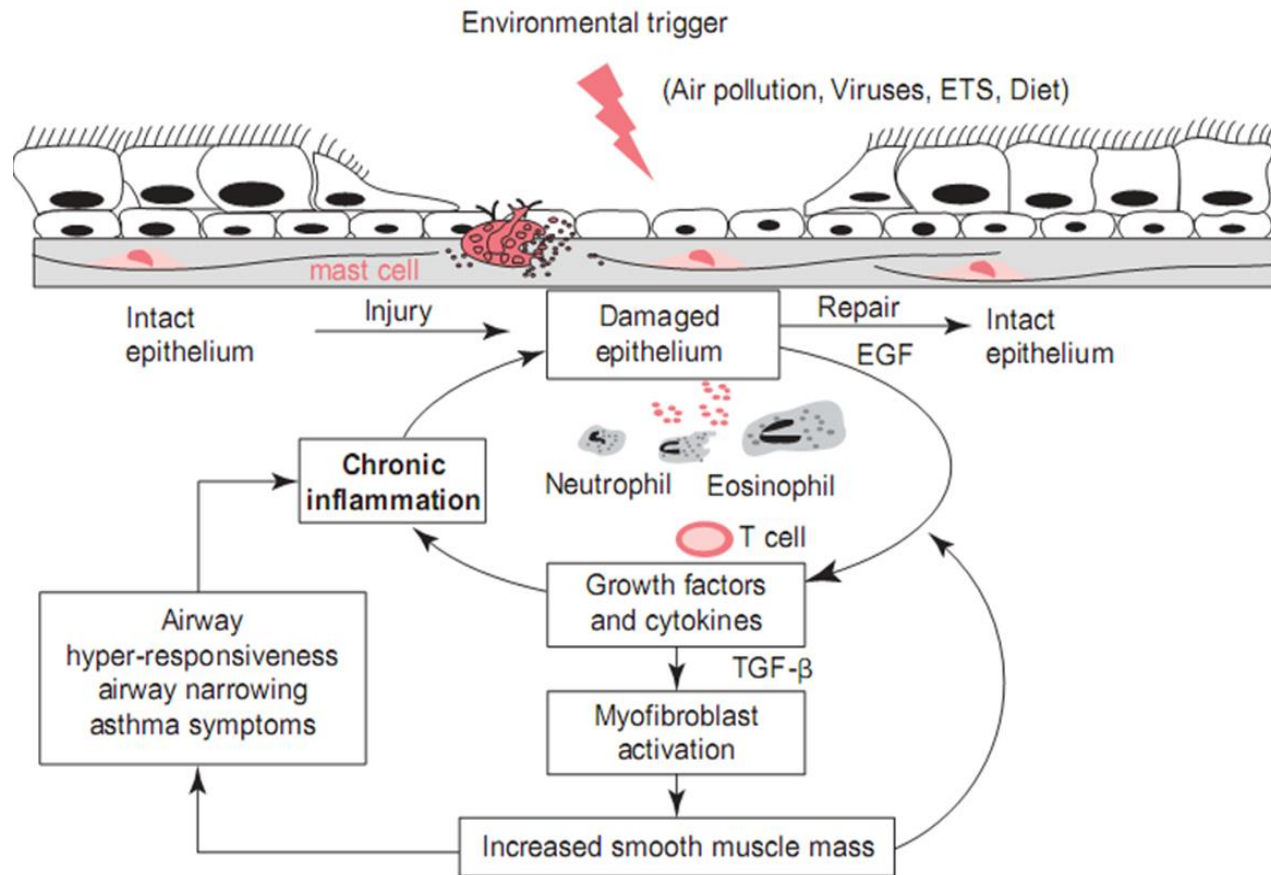 Environmental trigger
(Air pollution, Viruses, ETS, Diet)
mast cell
Intact
epithelium
Injury
Damaged
epithelium
Repair
EGF
Intact
epithelium
Chronic
inflammation
Neutrophil
Eosinophil
T cell
Growth factors
and cytokines
TGF-β
Airway
hyper-responsiveness
airway narrowing
asthma symptoms
Myofibroblast
activation
Increased smooth muscle mass